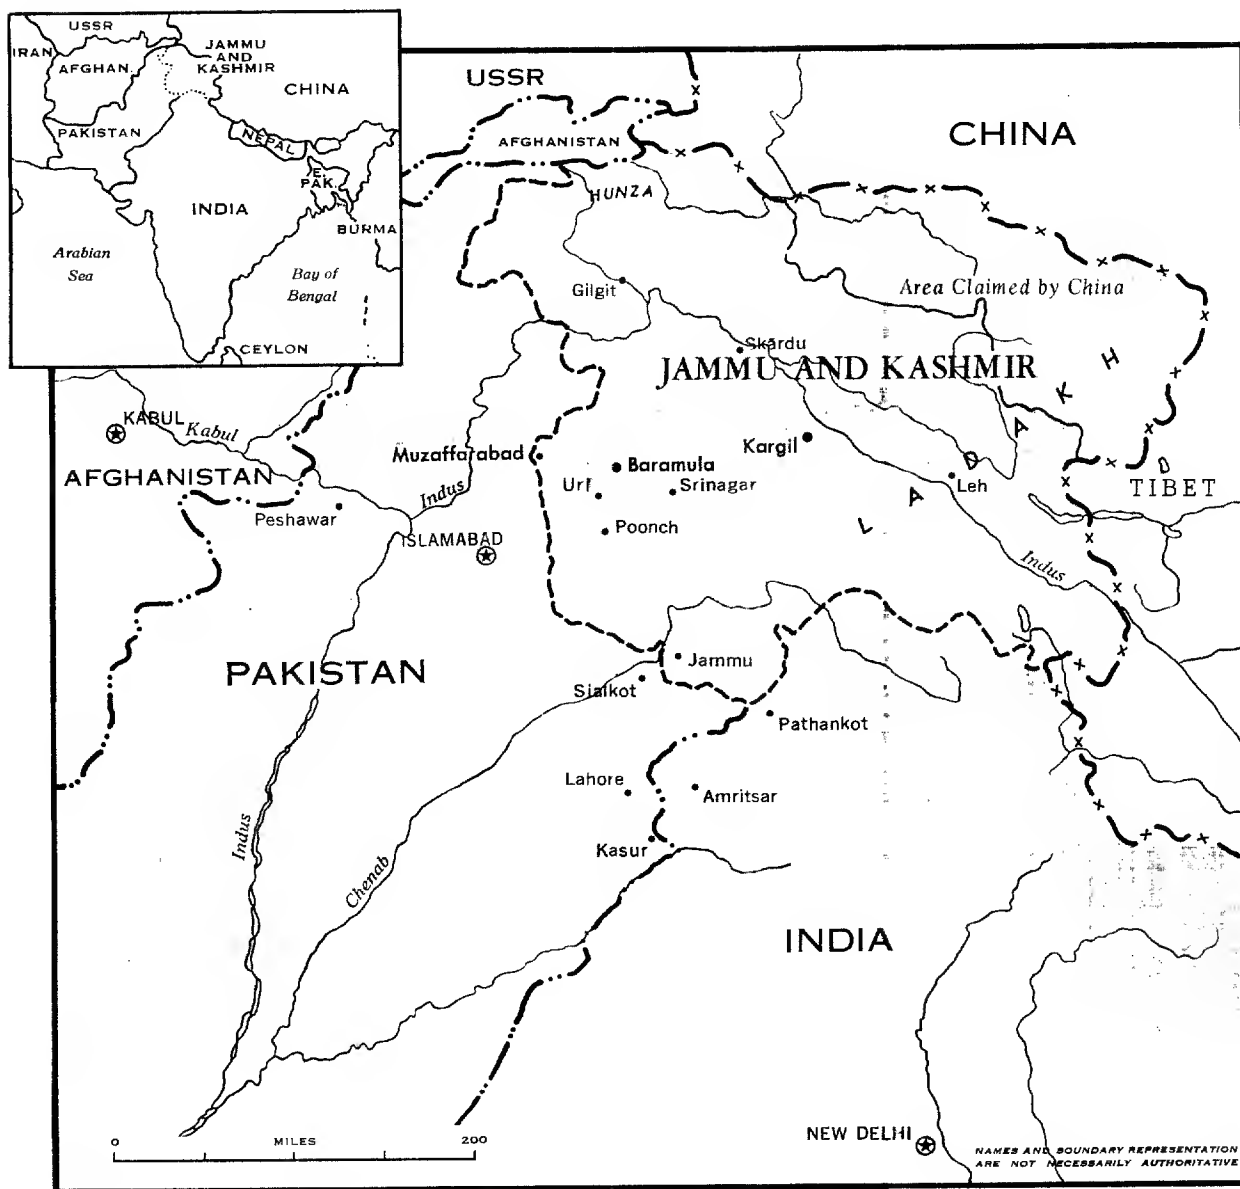 USSR
IRAN
AFGHAN.
JAMMU
AND
KASHMIR
CHINA
PAKISTAN
NEPAL
E.
PAK.
INDIA
BURMA
Arabian
Sea
Bay of
Bengal
CEYLON
USSR
AFGHANISTAN
CHINA
HUNZA
Gilgit
Area Claimed by China
Skārdu
JAMMU AND KASHMIR
KABUL
Kabul
AFGHANISTAN
Muzaffarabad
Baramula
Kargil
Indus
Uri
Srinagar
LADAKH
Leh
TIBET
Peshawar
ISLAMABAD
Poonch
Indus
PAKISTAN
Jammu
Sialkot
Pathankot
Lahore
Amritsar
Kasur
Indus
Chenab
INDIA
0 MILES 200
NEW DELHI
NAMES AND BOUNDARY REPRESENTATION
ARE NOT NECESSARILY AUTHORITATIVE